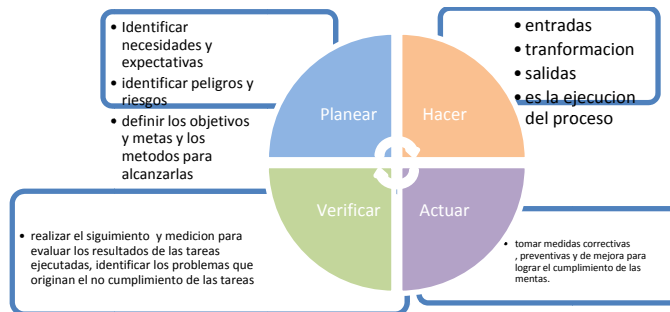 • Identificar
necesidades y
expectativas
• identificar peligros y
riesgos
• definir los objetivos
y metas y los
metodos para
alcanzarlas
Planear
Hacer
• entradas
• tranformacion
• salidas
• es la ejecucion
del proceso
Verificar
Actuar
• realizar el siguimiento y medicion para
evaluar los resultados de las tareas
ejecutadas, identificar los problemas que
originan el no cumplimiento de las tareas
• tomar medidas correctivas
, preventivas y de mejora para
lograr el cumplimiento de las
mentas.